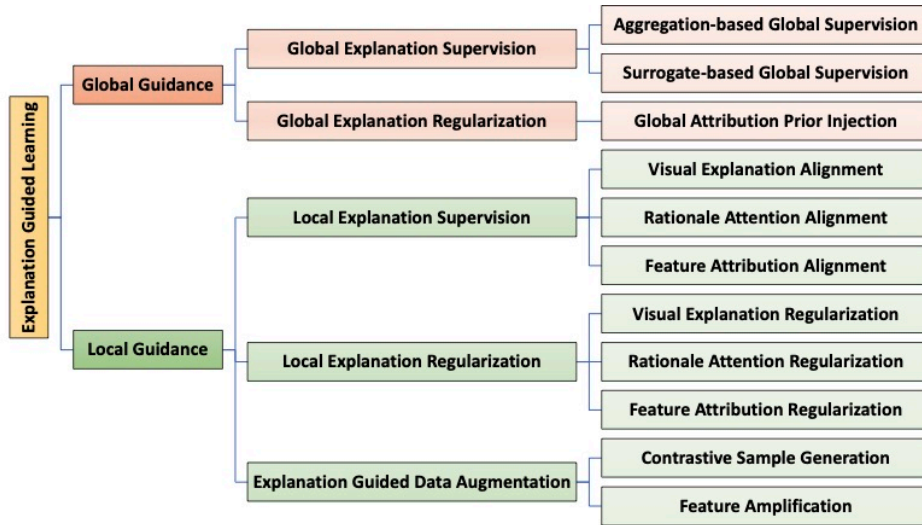 Explanation Guided Learning
Global Guidance
Global Explanation Supervision
Aggregation-based Global Supervision
Surrogate-based Global Supervision
Global Explanation Regularization
Global Attribution Prior Injection
Local Guidance
Local Explanation Supervision
Visual Explanation Alignment
Rationale Attention Alignment
Feature Attribution Alignment
Local Explanation Regularization
Visual Explanation Regularization
Rationale Attention Regularization
Feature Attribution Regularization
Explanation Guided Data Augmentation
Contrastive Sample Generation
Feature Amplification